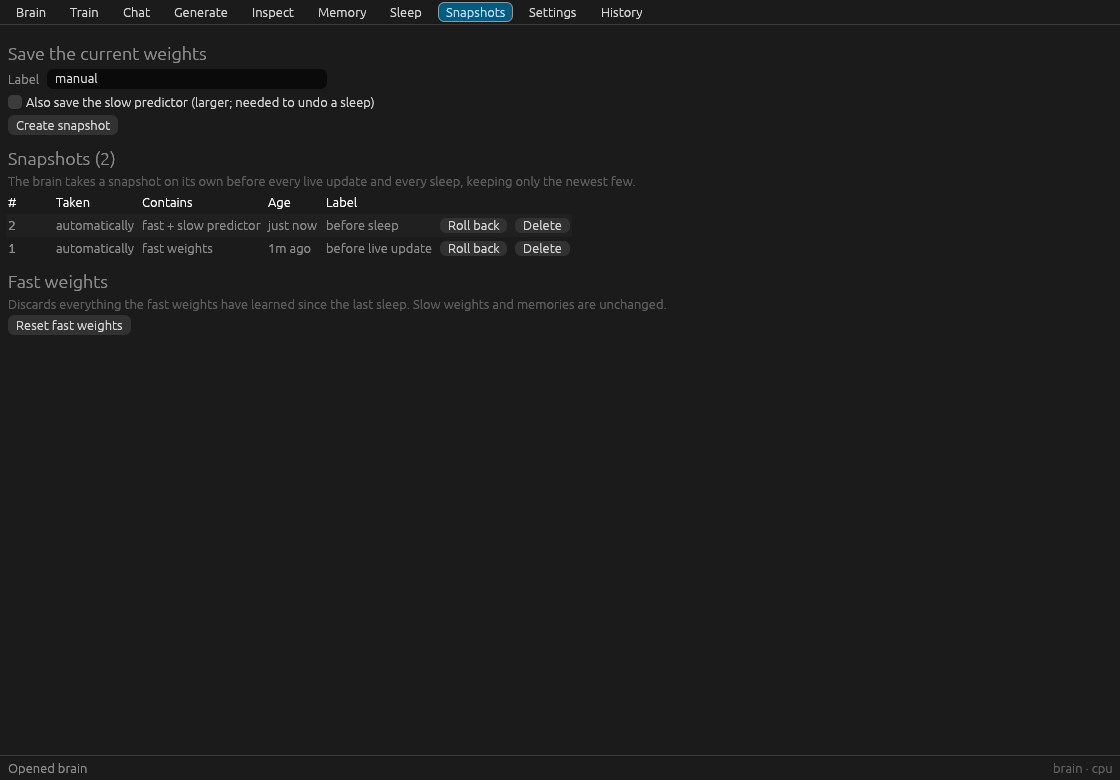 Brain Train Chat Generate Inspect Memory Sleep Snapshots Settings History
Save the current weights
Label manual
Also save the slow predictor (larger; needed to undo a sleep)
Create snapshot
Snapshots (2)
The brain takes a snapshot on its own before every live update and every sleep, keeping only the newest few.
# Taken Contains Age Label
2 automatically fast + slow predictor just now before sleep Roll back Delete
1 automatically fast weights 1m ago before live update Roll back Delete
Fast weights
Discards everything the fast weights have learned since the last sleep. Slow weights and memories are unchanged.
Reset fast weights
Opened brain brain · cpu